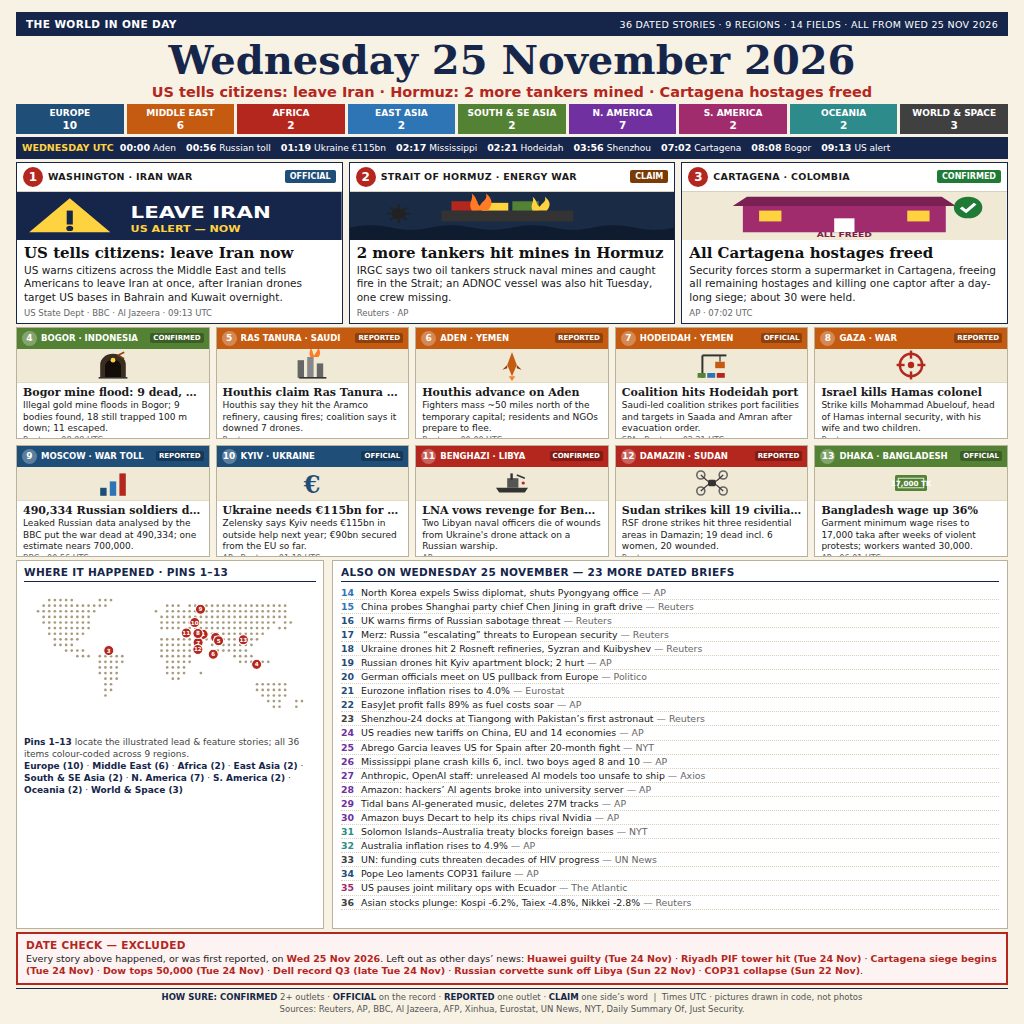 THE WORLD IN ONE DAY
36 DATED STORIES · 9 REGIONS · 14 FIELDS · ALL FROM WED 25 NOV 2026
Wednesday 25 November 2026
US tells citizens: leave Iran · Hormuz: 2 more tankers mined · Cartagena hostages freed
EUROPE
10
MIDDLE EAST
6
AFRICA
2
EAST ASIA
2
SOUTH & SE ASIA
2
N. AMERICA
7
S. AMERICA
2
OCEANIA
2
WORLD & SPACE
3
WEDNESDAY UTC 00:00 Aden 00:56 Russian toll 01:19 Ukraine €115bn 02:17 Mississippi 02:21 Hodeidah 03:56 Shenzhou 07:02 Cartagena 08:08 Bogor 09:13 US alert
1 WASHINGTON · IRAN WAR OFFICIAL
LEAVE IRAN
US ALERT — NOW
US tells citizens: leave Iran now
US warns citizens across the Middle East and tells
Americans to leave Iran at once, after Iranian drones
target US bases in Bahrain and Kuwait overnight.
US State Dept · BBC · Al Jazeera · 09:13 UTC
2 STRAIT OF HORMUZ · ENERGY WAR CLAIM
2 more tankers hit mines in Hormuz
IRGC says two oil tankers struck naval mines and caught
fire in the Strait; an ADNOC vessel was also hit Tuesday,
one crew missing.
Reuters · AP
3 CARTAGENA · COLOMBIA CONFIRMED
ALL FREED
All Cartagena hostages freed
Security forces storm a supermarket in Cartagena, freeing
all remaining hostages and killing one captor after a day-
long siege; about 30 were held.
AP · 07:02 UTC
4 BOGOR · INDONESIA CONFIRMED
Bogor mine flood: 9 dead, ...
Illegal gold mine floods in Bogor; 9
bodies found, 18 still trapped 100 m
down; 11 escaped.
5 RAS TANURA · SAUDI REPORTED
Houthis claim Ras Tanura ...
Houthis say they hit the Aramco
refinery, causing fires; coalition says it
downed 7 drones.
6 ADEN · YEMEN REPORTED
Houthis advance on Aden
Fighters mass ~50 miles north of the
temporary capital; residents and NGOs
prepare to flee.
7 HODEIDAH · YEMEN OFFICIAL
Coalition hits Hodeidah port
Saudi-led coalition strikes port facilities
and targets in Saada and Amran after
evacuation order.
8 GAZA · WAR REPORTED
Israel kills Hamas colonel
Strike kills Mohammad Abuelouf, head
of Hamas internal security, with his
wife and two children.
9 MOSCOW · WAR TOLL REPORTED
490,334 Russian soldiers d...
Leaked Russian data analysed by the
BBC put the war dead at 490,334; one
estimate nears 700,000.
10 KYIV · UKRAINE OFFICIAL
€
Ukraine needs €115bn for ...
Zelensky says Kyiv needs €115bn in
outside help next year; €90bn secured
from the EU so far.
11 BENGHAZI · LIBYA CONFIRMED
LNA vows revenge for Ben...
Two Libyan naval officers die of wounds
from Ukraine's drone attack on a
Russian warship.
12 DAMAZIN · SUDAN REPORTED
Sudan strikes kill 19 civilia...
RSF drone strikes hit three residential
areas in Damazin; 19 dead incl. 6
women, 20 wounded.
13 DHAKA · BANGLADESH OFFICIAL
Bangladesh wage up 36%
Garment minimum wage rises to
17,000 taka after weeks of violent
protests; workers wanted 30,000.
WHERE IT HAPPENED · PINS 1–13
Pins 1–13 locate the illustrated lead & feature stories; all 36
items colour-coded across 9 regions.
Europe (10) · Middle East (6) · Africa (2) · East Asia (2) ·
South & SE Asia (2) · N. America (7) · S. America (2) ·
Oceania (2) · World & Space (3)
ALSO ON WEDNESDAY 25 NOVEMBER — 23 MORE DATED BRIEFS
14 North Korea expels Swiss diplomat, shuts Pyongyang office — AP
15 China probes Shanghai party chief Chen Jining in graft drive — Reuters
16 UK warns firms of Russian sabotage threat — Reuters
17 Merz: Russia “escalating” threats to European security — Reuters
18 Ukraine drones hit 2 Rosneft refineries, Syzran and Kuibyshev — Reuters
19 Russian drones hit Kyiv apartment block; 2 hurt — AP
20 German officials meet on US pullback from Europe — Politico
21 Eurozone inflation rises to 4.0% — Eurostat
22 EasyJet profit falls 89% as fuel costs soar — AP
23 Shenzhou-24 docks at Tiangong with Pakistan’s first astronaut — Reuters
24 US readies new tariffs on China, EU and 14 economies — AP
25 Abrego Garcia leaves US for Spain after 20-month fight — NYT
26 Mississippi plane crash kills 6, incl. two boys aged 8 and 10 — AP
27 Anthropic, OpenAI staff: unreleased AI models too unsafe to ship — Axios
28 Amazon: hackers’ AI agents broke into university server — AP
29 Tidal bans AI-generated music, deletes 27M tracks — AP
30 Amazon buys Decart to help its chips rival Nvidia — AP
31 Solomon Islands–Australia treaty blocks foreign bases — NYT
32 Australia inflation rises to 4.9% — AP
33 UN: funding cuts threaten decades of HIV progress — UN News
34 Pope Leo laments COP31 failure — AP
35 US pauses joint military ops with Ecuador — The Atlantic
36 Asian stocks plunge: Kospi -6.2%, Taiex -4.8%, Nikkei -2.8% — Reuters
DATE CHECK — EXCLUDED
Every story above happened, or was first reported, on Wed 25 Nov 2026. Left out as other days’ news: Huawei guilty (Tue 24 Nov) · Riyadh PIF tower hit (Tue 24 Nov) · Cartagena siege begins
(Tue 24 Nov) · Dow tops 50,000 (Tue 24 Nov) · Dell record Q3 (late Tue 24 Nov) · Russian corvette sunk off Libya (Sun 22 Nov) · COP31 collapse (Sun 22 Nov).
HOW SURE: CONFIRMED 2+ outlets · OFFICIAL on the record · REPORTED one outlet · CLAIM one side’s word | Times UTC · pictures drawn in code, not photos
Sources: Reuters, AP, BBC, Al Jazeera, AFP, Xinhua, Eurostat, UN News, NYT, Daily Summary Of, Just Security.